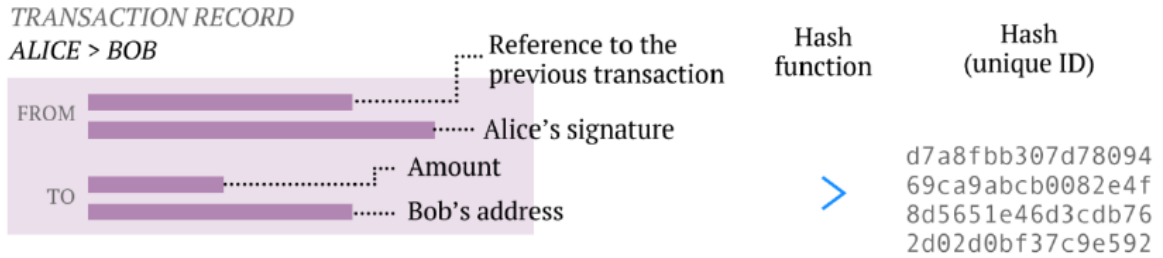 TRANSACTION RECORD
ALICE > BOB
FROM
Reference to the
previous transaction
Alice’s signature
TO
Amount
Bob’s address
Hash
function
>
Hash
(unique ID)
d7a8fbb307d78094
69ca9abcb0082e4f
8d5651e46d3cdb76
2d02d0bf37c9e592